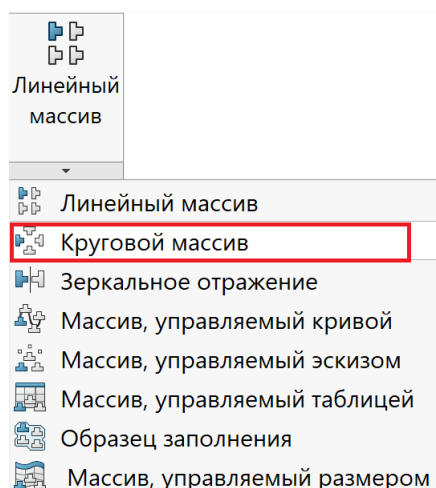 Линейный
массив
Линейный массив
Круговой массив
Зеркальное отражение
Массив, управляемый кривой
Массив, управляемый эскизом
Массив, управляемый таблицей
Образец заполнения
Массив, управляемый размером